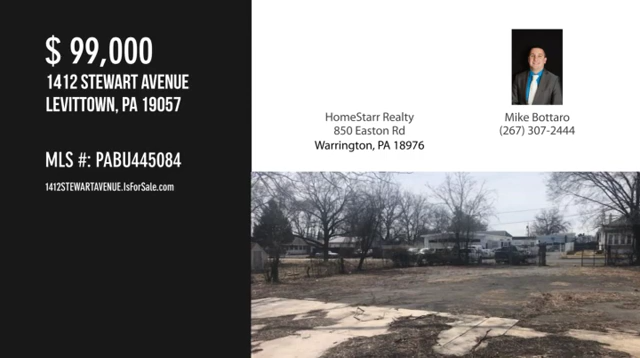 $ 99,000
1412 STEWART AVENUE
LEVITTOWN, PA 19057
MLS #: PABU445084
1412STEWARTAVENUE.IsForSale.com
HomeStarr Realty
850 Easton Rd
Warrington, PA 18976
Mike Bottaro
(267) 307-2444